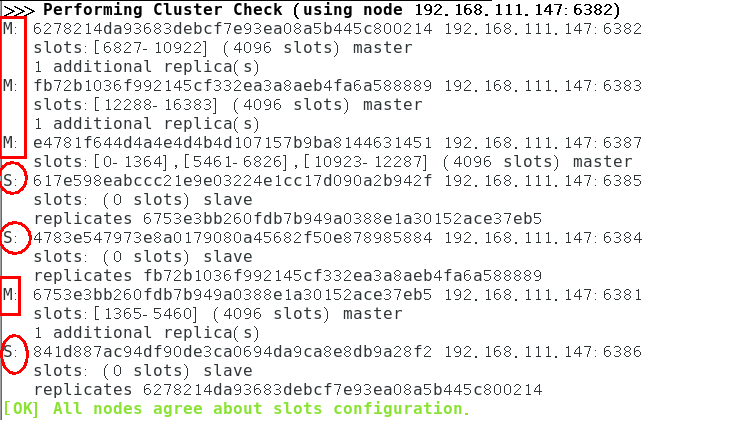 >>> Performing Cluster Check (using node 192.168.111.147:6382)
M: 6278214da93683debcf7e93ea08a5b445c800214 192.168.111.147:6382
slots:[6827-10922] (4096 slots) master
1 additional replica(s)
M: fb72b1036f992145cf332ea3a8aeb4fa6a588889 192.168.111.147:6383
slots:[12288-16383] (4096 slots) master
1 additional replica(s)
M: e4781f644d4a4e4d4b4d107157b9ba8144631451 192.168.111.147:6387
slots:[0-1364],[5461-6826],[10923-12287] (4096 slots) master
S: 617e598eabccc21e9e03224e1cc17d090a2b942f 192.168.111.147:6385
slots: (0 slots) slave
replicates 6753e3bb260fdb7b949a0388e1a30152ace37eb5
S: 4783e547973e8a0179080a45682f50e878985884 192.168.111.147:6384
slots: (0 slots) slave
replicates fb72b1036f992145cf332ea3a8aeb4fa6a588889
M: 6753e3bb260fdb7b949a0388e1a30152ace37eb5 192.168.111.147:6381
slots:[1365-5460] (4096 slots) master
1 additional replica(s)
S: 841d887ac94df90de3ca0694da9ca8e8db9a28f2 192.168.111.147:6386
slots: (0 slots) slave
replicates 6278214da93683debcf7e93ea08a5b445c800214
[OK] All nodes agree about slots configuration.